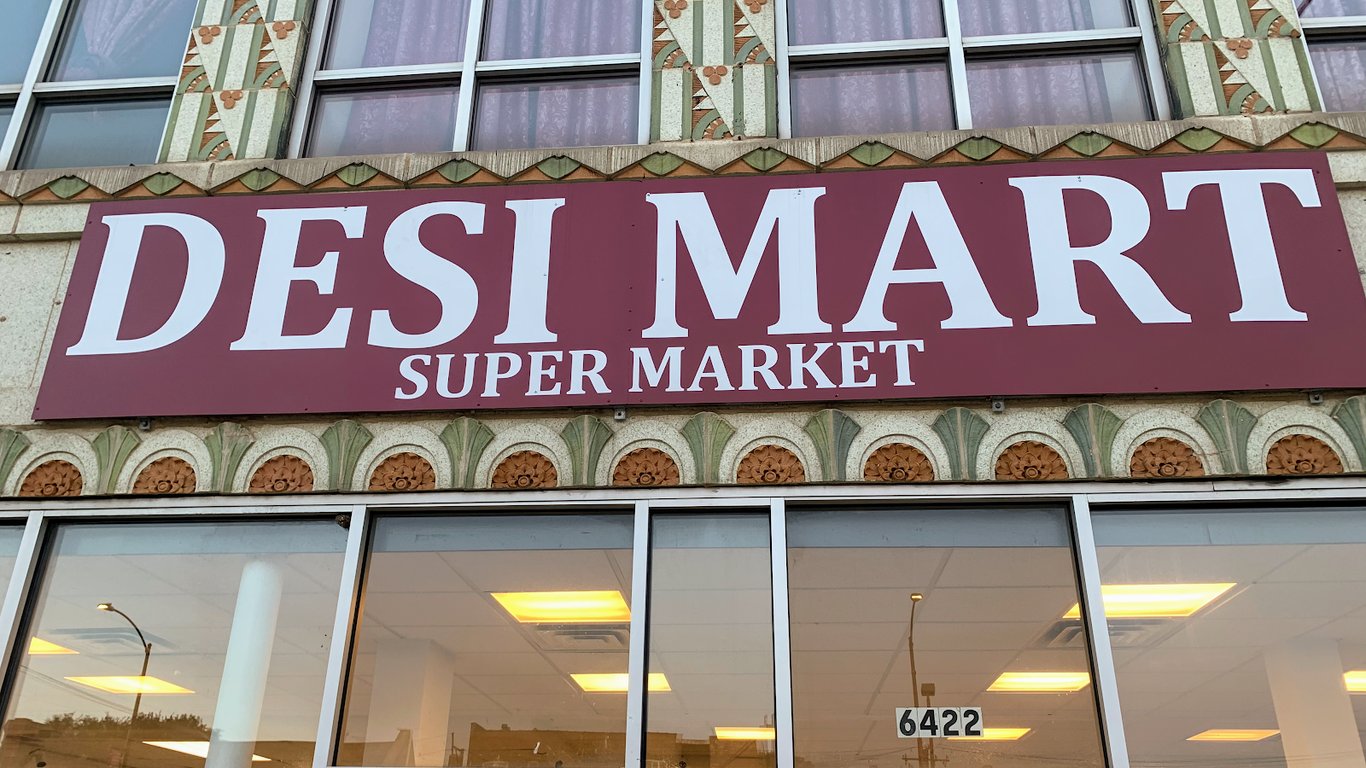 DESI MART
SUPER MARKET
6422